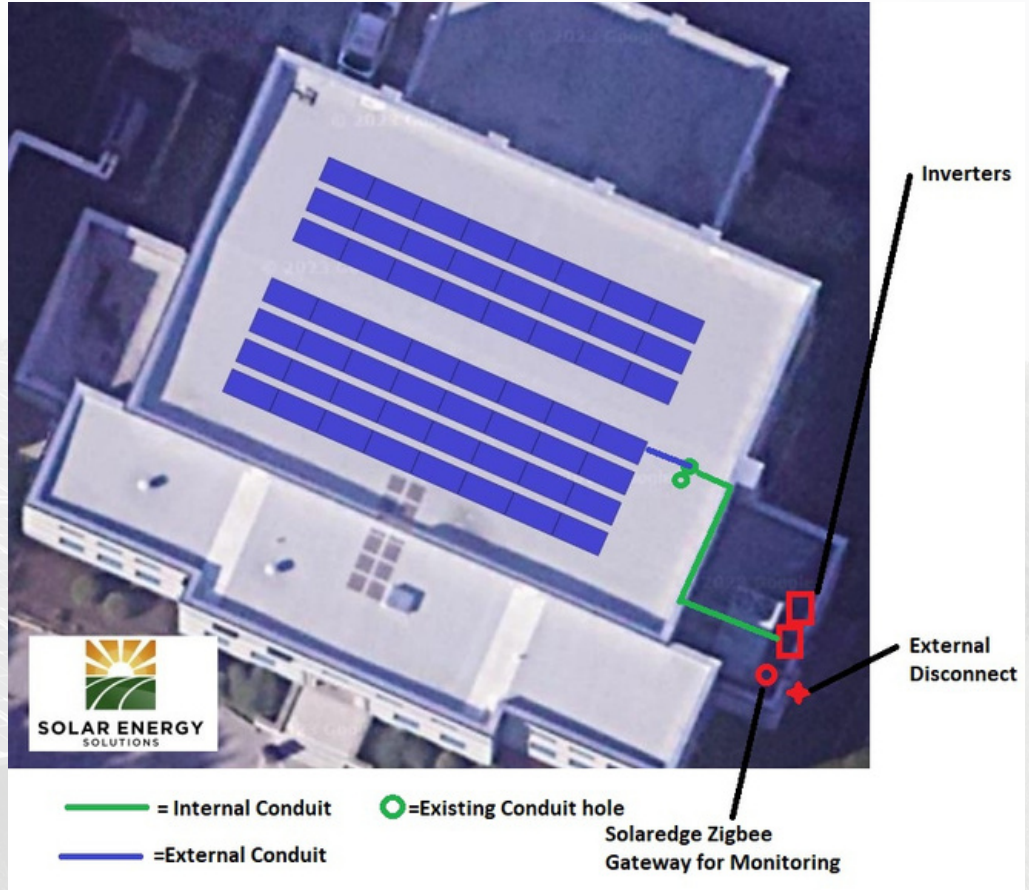 Inverters
External
Disconnect
SOLAR ENERGY
SOLUTIONS
= Internal Conduit
=Existing Conduit hole
=External Conduit
Solaredge Zigbee
Gateway for Monitoring